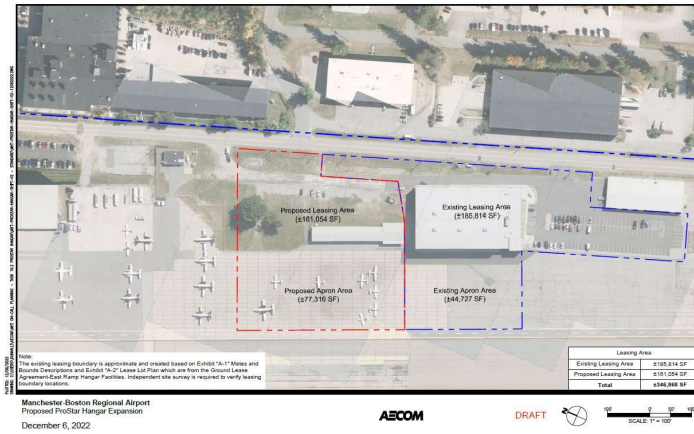 Proposed Leasing Area
(±161,054 SF)
Existing Leasing Area
(±185,814 SF)
Proposed Apron Area
(±77,316 SF)
Existing Apron Area
(±44,727 SF)
Note:
The existing leasing boundary is approximate and created based on Exhibit "A-1" Metes and
Bounds Descriptions and Exhibit "A-2" Lease Lot Plan which are from the Ground Lease
Agreement-East Ramp Hangar Facilities. Independent site survey is required to verify leasing
boundary locations.
Leasing Area
Existing Leasing Area ±185,814 SF
Proposed Leasing Area ±161,054 SF
Total ±346,868 SF
Manchester-Boston Regional Airport
Proposed ProStar Hangar Expansion
December 6, 2022
AECOM
DRAFT
100' 0 50' 100'
SCALE: 1" = 100'